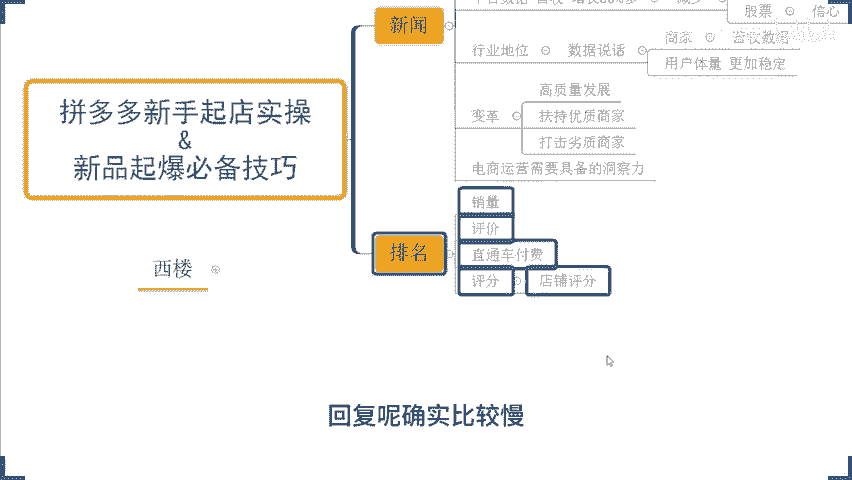 新闻
股票 信心
行业地位 数据说话
商家 营收数据
用户体量 更加稳定
变革
高质量发展
扶持优质商家
打击劣质商家
电商运营需要具备的洞察力
拼多多新手起店实操
&
新品起爆必备技巧
西楼
排名
销量
评价
直通车付费
评分 店铺评分
回复呢确实比较慢